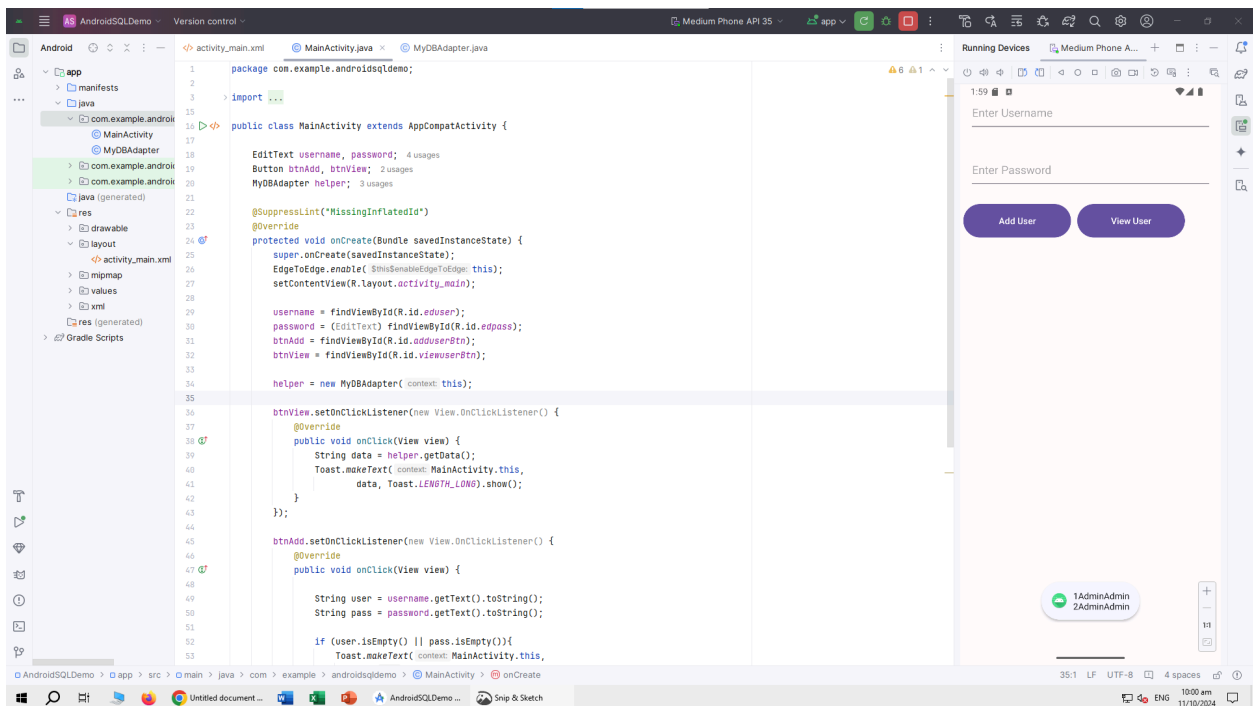 AS AndroidSQLDemo Version control
Medium Phone API 35 app
Android
activity_main.xml MainActivity.java MyDBAdapter.java
Running Devices Medium Phone A...
app
manifests
java
com.example.androi
MainActivity
MyDBAdapter
com.example.androi
com.example.androi
java (generated)
res
drawable
layout
activity_main.xml
mipmap
values
xml
res (generated)
Gradle Scripts
6 1
1 package com.example.androidsqldemo;
2
3 import ...
15
16 public class MainActivity extends AppCompatActivity {
17
18 EditText username, password; 4 usages
19 Button btnAdd, btnView; 2 usages
20 MyDBAdapter helper; 3 usages
21
22 @SuppressLint("MissingInflatedId")
23 @Override
24 protected void onCreate(Bundle savedInstanceState) {
25 super.onCreate(savedInstanceState);
26 EdgeToEdge.enable( $this$enableEdgeToEdge: this);
27 setContentView(R.layout.activity_main);
28
29 username = findViewById(R.id.eduser);
30 password = (EditText) findViewById(R.id.edpass);
31 btnAdd = findViewById(R.id.adduserBtn);
32 btnView = findViewById(R.id.viewuserBtn);
33
34 helper = new MyDBAdapter( context: this);
35
36 btnView.setOnClickListener(new View.OnClickListener() {
37 @Override
38 public void onClick(View view) {
39 String data = helper.getData();
40 Toast.makeText( context: MainActivity.this,
41 data, Toast.LENGTH_LONG).show();
42 }
43 });
44
45 btnAdd.setOnClickListener(new View.OnClickListener() {
46 @Override
47 public void onClick(View view) {
48
49 String user = username.getText().toString();
50 String pass = password.getText().toString();
51
52 if (user.isEmpty() || pass.isEmpty()){
53 Toast.makeText( context: MainActivity.this,
1:59
Enter Username
Enter Password
Add User View User
1AdminAdmin
2AdminAdmin
1:1
AndroidSQLDemo > app > src > main > java > com > example > androidsqldemo > MainActivity > onCreate
35:1 LF UTF-8 4 spaces
Untitled document ... AndroidSQLDemo ... Snip & Sketch
ENG 10:00 am
11/10/2024